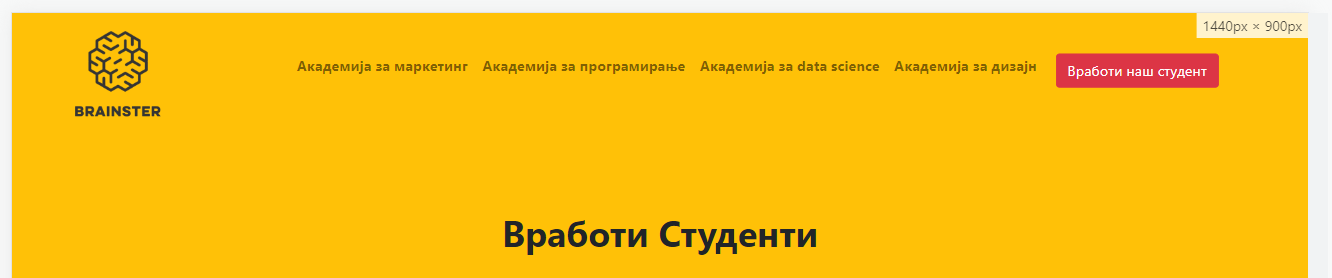 1440px × 900px
BRAINSTER
Академија за маркетинг Академија за програмирање Академија за data science Академија за дизајн Вработи наш студент
Вработи Студенти